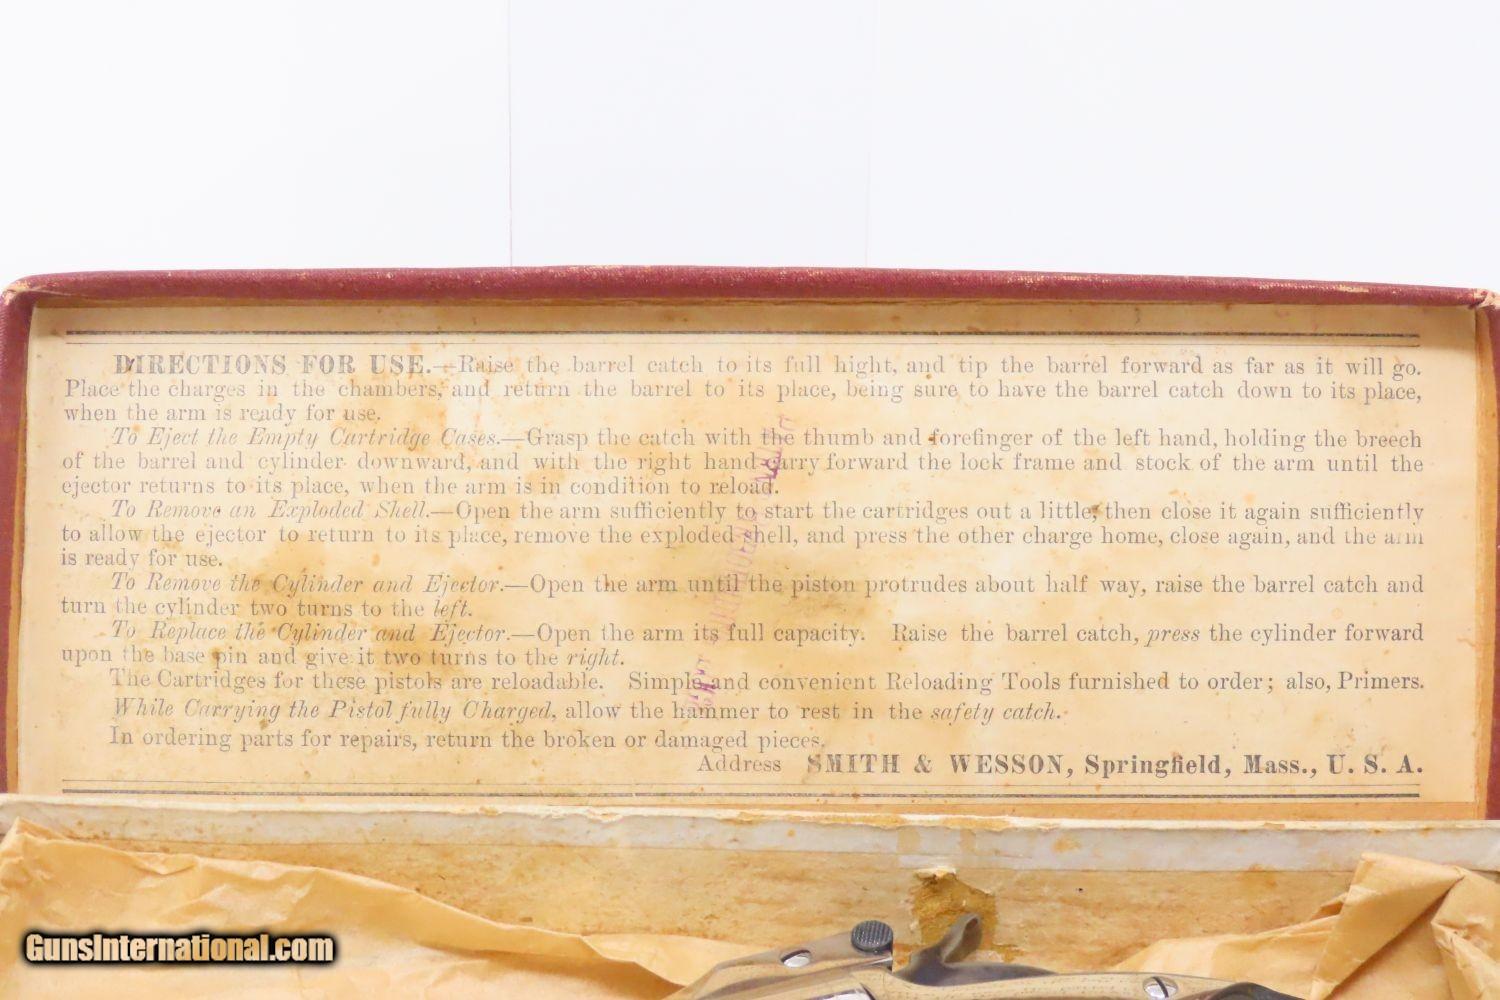 DIRECTIONS FOR USE.—Raise the barrel catch to its full hight, and tip the barrel forward as far as it will go.
Place the charges in the chambers, and return the barrel to its place, being sure to have the barrel catch down to its place,
when the arm is ready for use.
To Eject the Empty Cartridge Cases.—Grasp the catch with the thumb and forefinger of the left hand, holding the breech
of the barrel and cylinder downward, and with the right hand carry forward the lock frame and stock of the arm until the
ejector returns to its place, when the arm is in condition to reload.
To Remove an Exploded Shell.—Open the arm sufficiently to start the cartridges out a little, then close it again sufficiently
to allow the ejector to return to its place, remove the exploded shell, and press the other charge home, close again, and the arm
is ready for use.
To Remove the Cylinder and Ejector.—Open the arm until the piston protrudes about half way, raise the barrel catch and
turn the cylinder two turns to the left.
To Replace the Cylinder and Ejector.—Open the arm its full capacity. Raise the barrel catch, press the cylinder forward
upon the base pin and give it two turns to the right.
The Cartridges for these pistols are reloadable. Simple and convenient Reloading Tools furnished to order; also, Primers.
While Carrying the Pistol fully Charged, allow the hammer to rest in the safety catch.
In ordering parts for repairs, return the broken or damaged pieces.
Address SMITH & WESSON, Springfield, Mass., U. S. A.
GunsInternational.com